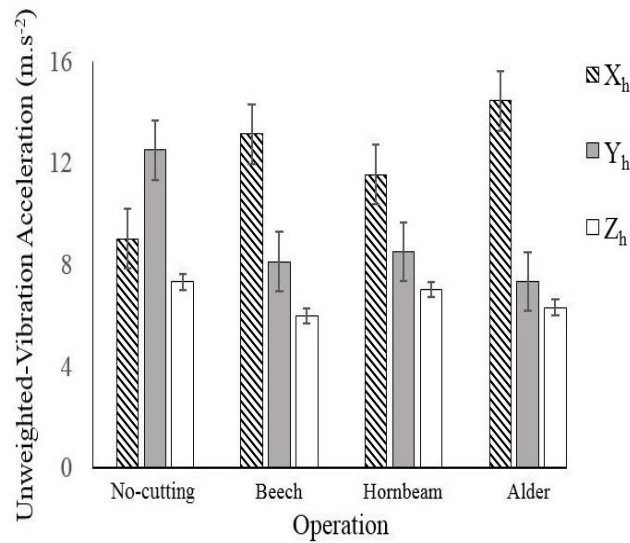 Unweighted-Vibration Acceleration (m.s⁻²)
16
12
8
4
0
No-cutting Beech Hornbeam Alder
Operation
Xₕ
Yₕ
Zₕ